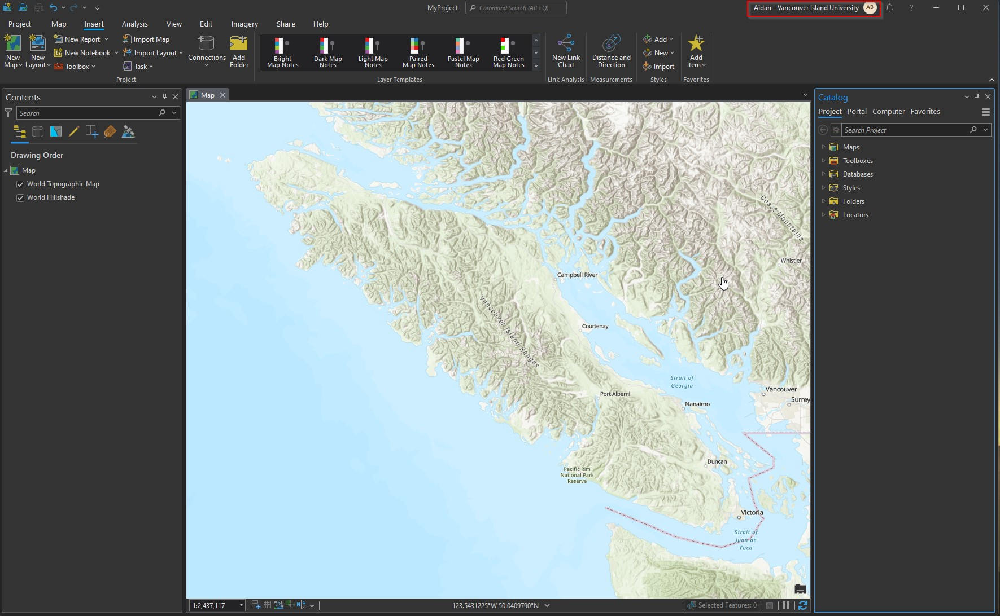 MyProject
Command Search (Alt+Q)
Aidan - Vancouver Island University
AB
?
Project Map Insert Analysis View Edit Imagery Share Help
New Map
New Layout
New Report
New Notebook
Toolbox
Import Map
Import Layout
Task
Connections
Add Folder
Project
Bright Map Notes
Dark Map Notes
Light Map Notes
Paired Map Notes
Pastel Map Notes
Red Green Map Notes
Layer Templates
New Link Chart
Link Analysis
Distance and Direction
Measurements
Add
New
Import
Styles
Add Item
Favorites
Contents
Search
Drawing Order
Map
World Topographic Map
World Hillshade
Map
Coast Mountains
Whistler
Campbell River
Vancouver Island Ranges
Courtenay
Strait of
Georgia
Port Alberni
Vancouver
Surrey
Nanaimo
Duncan
Pacific Rim
National Park
Reserve
Victoria
Strait of
Juan de
Fuca
1:2,437,117
123.5431225°W 50.0409790°N
Selected Features: 0
Catalog
Project Portal Computer Favorites
Search Project
Maps
Toolboxes
Databases
Styles
Folders
Locators